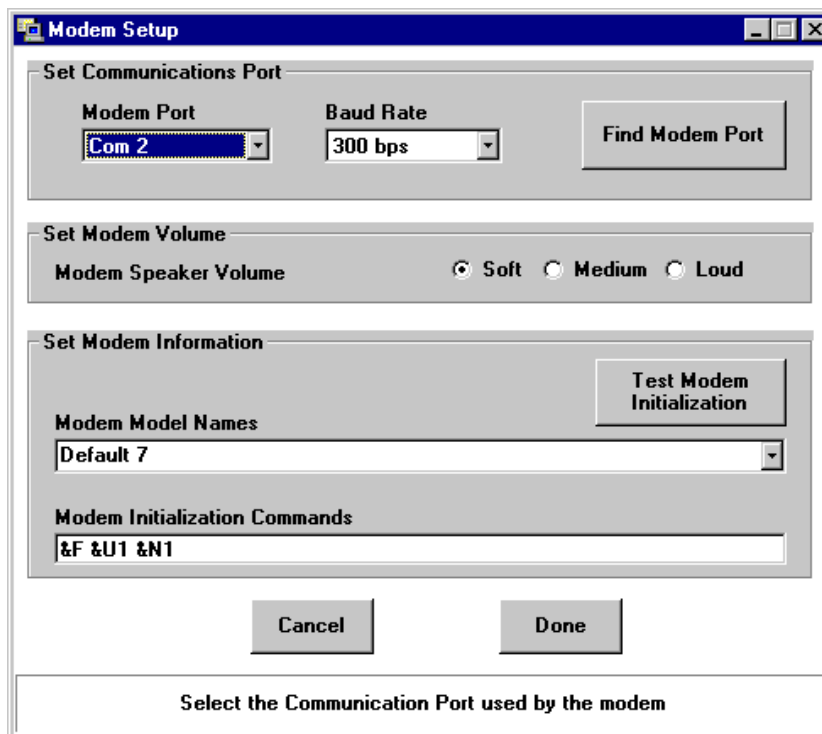 Modem Setup
Set Communications Port
Modem Port Baud Rate
Com 2 300 bps Find Modem Port
Set Modem Volume
Modem Speaker Volume Soft Medium Loud
Set Modem Information
Test Modem
Initialization
Modem Model Names
Default 7
Modem Initialization Commands
&F &U1 &N1
Cancel Done
Select the Communication Port used by the modem